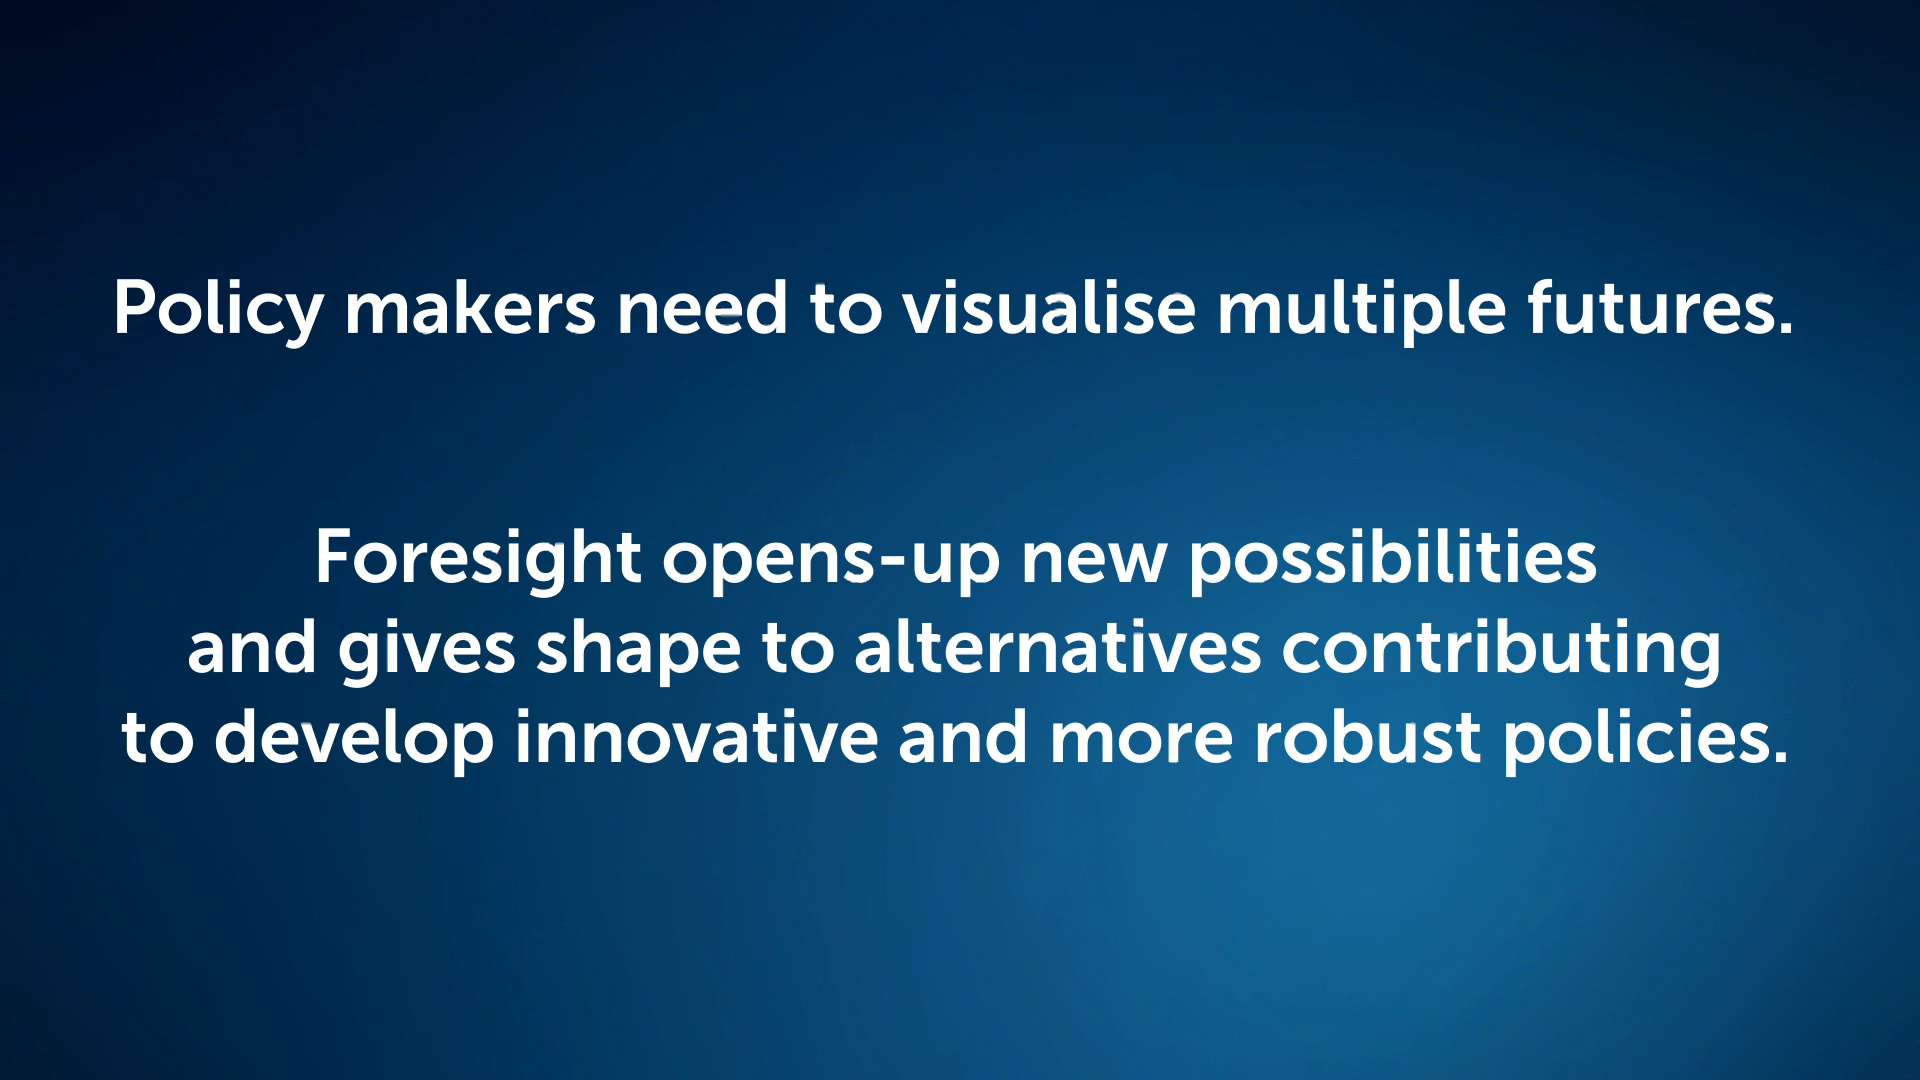 Policy makers need to visualise multiple futures.
Foresight opens-up new possibilities
and gives shape to alternatives contributing
to develop innovative and more robust policies.